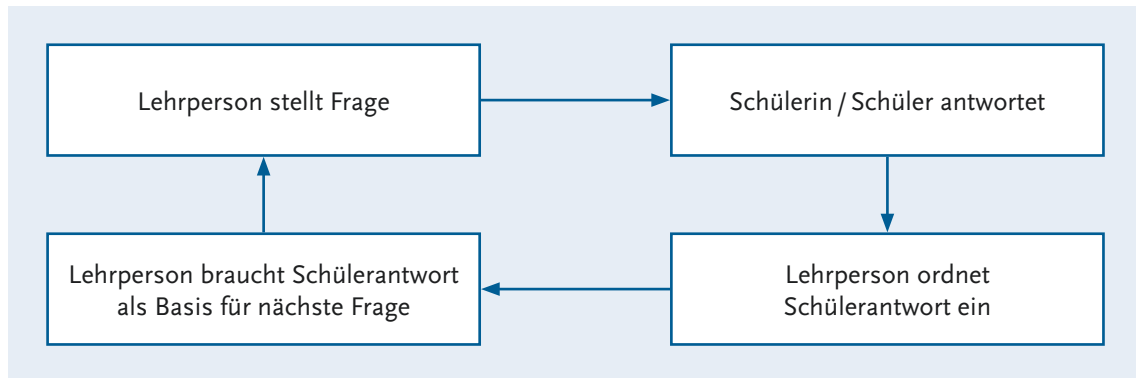 Lehrperson stellt Frage
Schülerin / Schüler antwortet
Lehrperson braucht Schülerantwort
als Basis für nächste Frage
Lehrperson ordnet
Schülerantwort ein